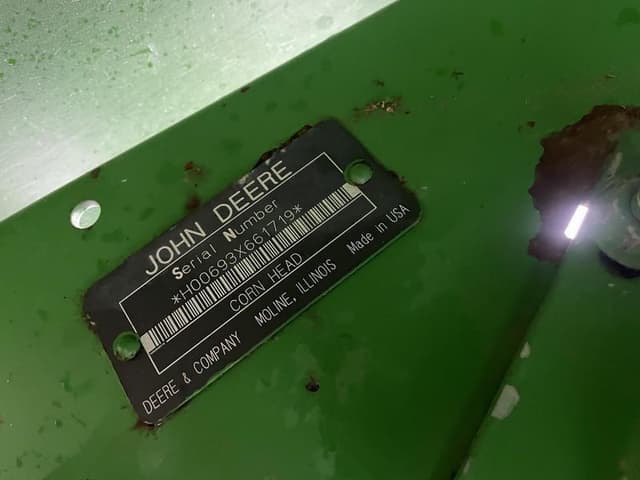 JOHN DEERE
Serial Number
*H00693X661719*
CORN HEAD
DEERE & COMPANY MOLINE, ILLINOIS Made in USA